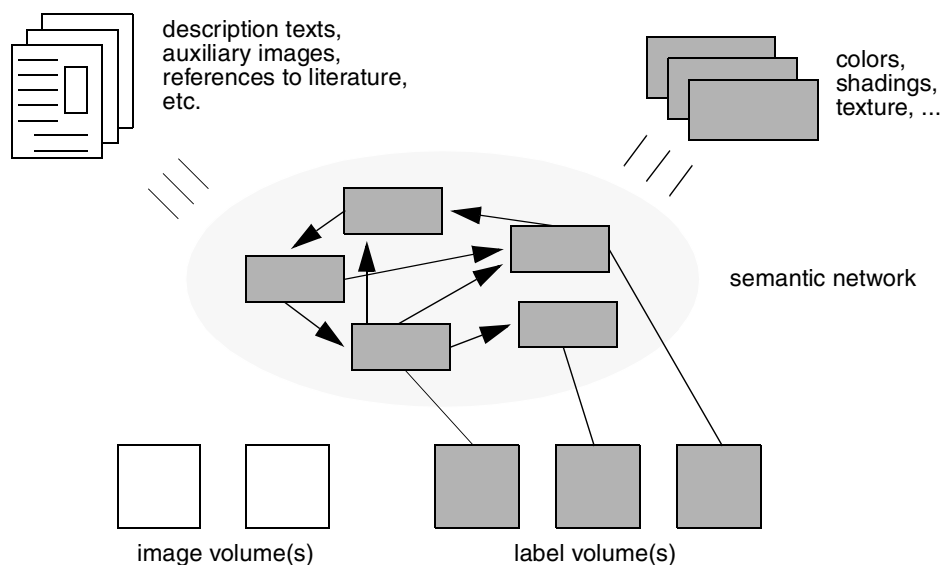 description texts,
auxiliary images,
references to literature,
etc.
colors,
shadings,
texture, ...
semantic network
image volume(s)
label volume(s)